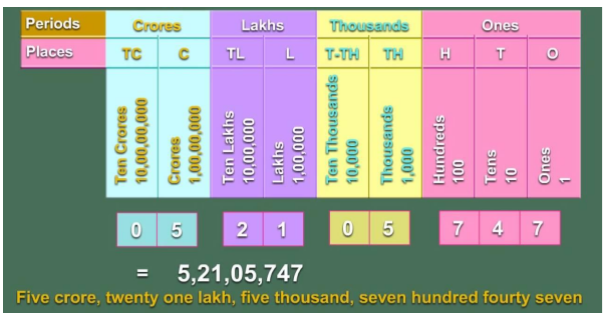 Periods Crores Lakhs Thousands Ones
Places TC C TL L T-TH TH H T O
Ten Crores 10,00,00,000
Crores 1,00,00,000
Ten Lakhs 10,00,000
Lakhs 1,00,000
Ten Thousands 10,000
Thousands 1,000
Hundreds 100
Tens 10
Ones 1
0 5 2 1 0 5 7 4 7
= 5,21,05,747
Five crore, twenty one lakh, five thousand, seven hundred fourty seven